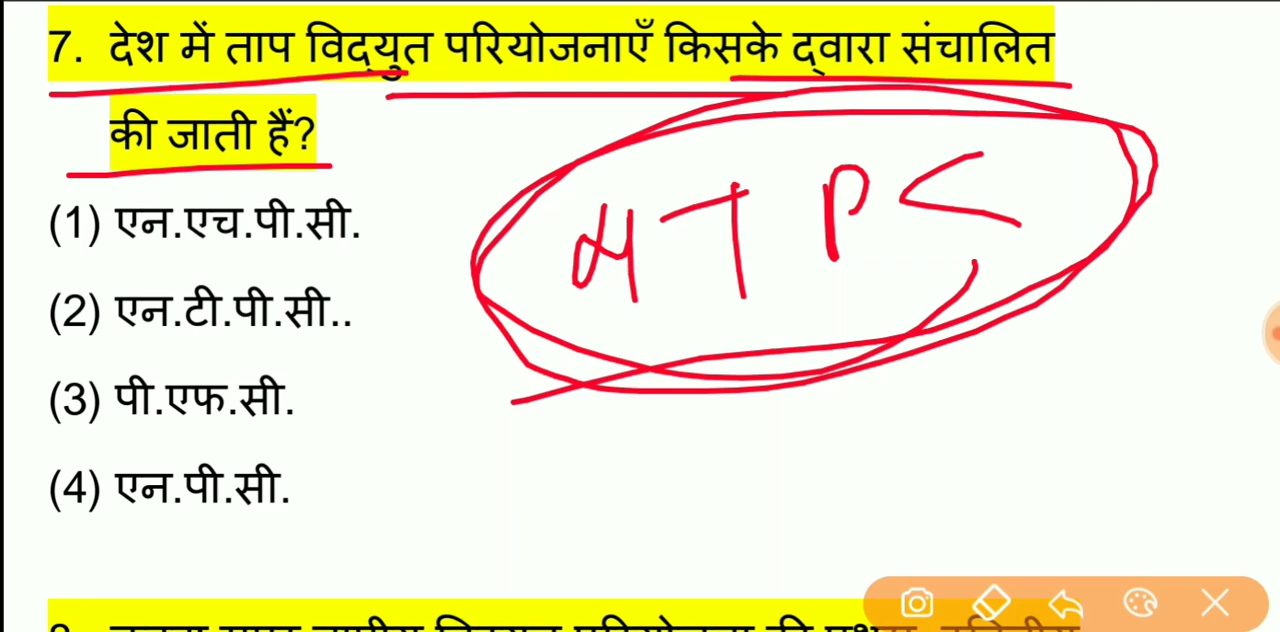 7. देश में ताप विद्युत परियोजनाएँ किसके द्वारा संचालित
की जाती हैं?
NTPC
(1) एन.एच.पी.सी.
(2) एन.टी.पी.सी..
(3) पी.एफ.सी.
(4) एन.पी.सी.